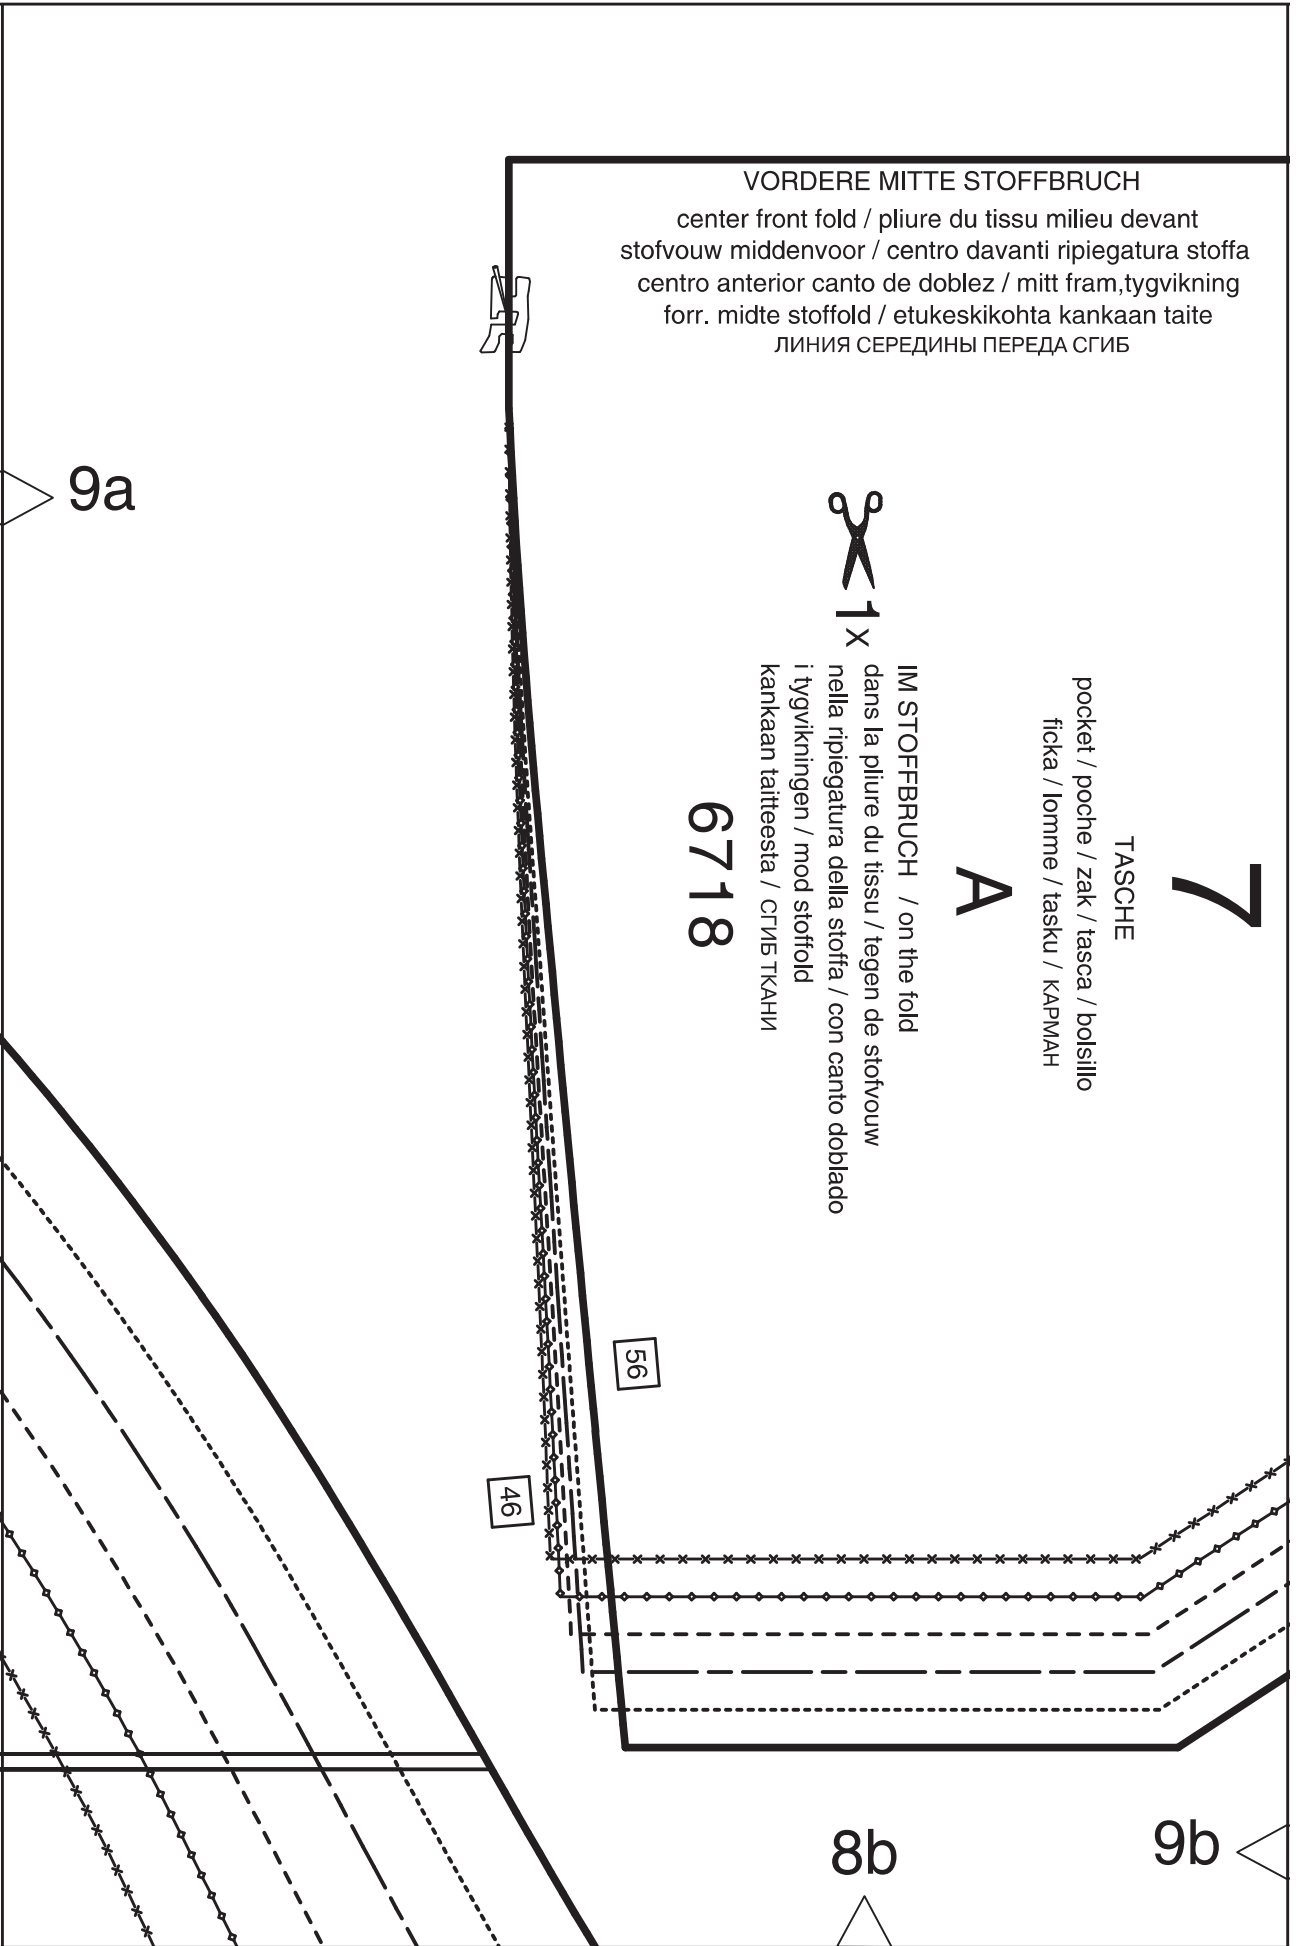 VORDERE MITTE STOFFBRUCH
center front fold / pliure du tissu milieu devant
stofvouw middenvoor / centro davanti ripiegatura stoffa
centro anterior canto de doblez / mitt fram,tygvikning
forr. midte stoffold / etukeskikohta kankaan taite
ЛИНИЯ СЕРЕДИНЫ ПЕРЕДА СГИБ
9a
7
TASCHE
pocket / poche / zak / tasca / bolsillo
ficka / lomme / tasku / КАРМАН
A
1x
IM STOFFBRUCH / on the fold
dans la pliure du tissu / tegen de stofvouw
nella ripiegatura della stoffa / con canto doblado
i tygvikningen / mod stoffold
kankaan taitteesta / СГИБ ТКАНИ
6718
56
46
8b
9b